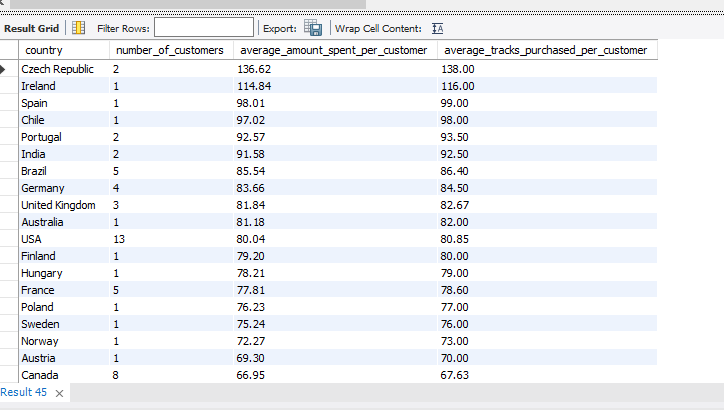 Result Grid Filter Rows: Export: Wrap Cell Content: IA
country number_of_customers average_amount_spent_per_customer average_tracks_purchased_per_customer
Czech Republic 2 136.62 138.00
Ireland 1 114.84 116.00
Spain 1 98.01 99.00
Chile 1 97.02 98.00
Portugal 2 92.57 93.50
India 2 91.58 92.50
Brazil 5 85.54 86.40
Germany 4 83.66 84.50
United Kingdom 3 81.84 82.67
Australia 1 81.18 82.00
USA 13 80.04 80.85
Finland 1 79.20 80.00
Hungary 1 78.21 79.00
France 5 77.81 78.60
Poland 1 76.23 77.00
Sweden 1 75.24 76.00
Norway 1 72.27 73.00
Austria 1 69.30 70.00
Canada 8 66.95 67.63
Result 45 ×